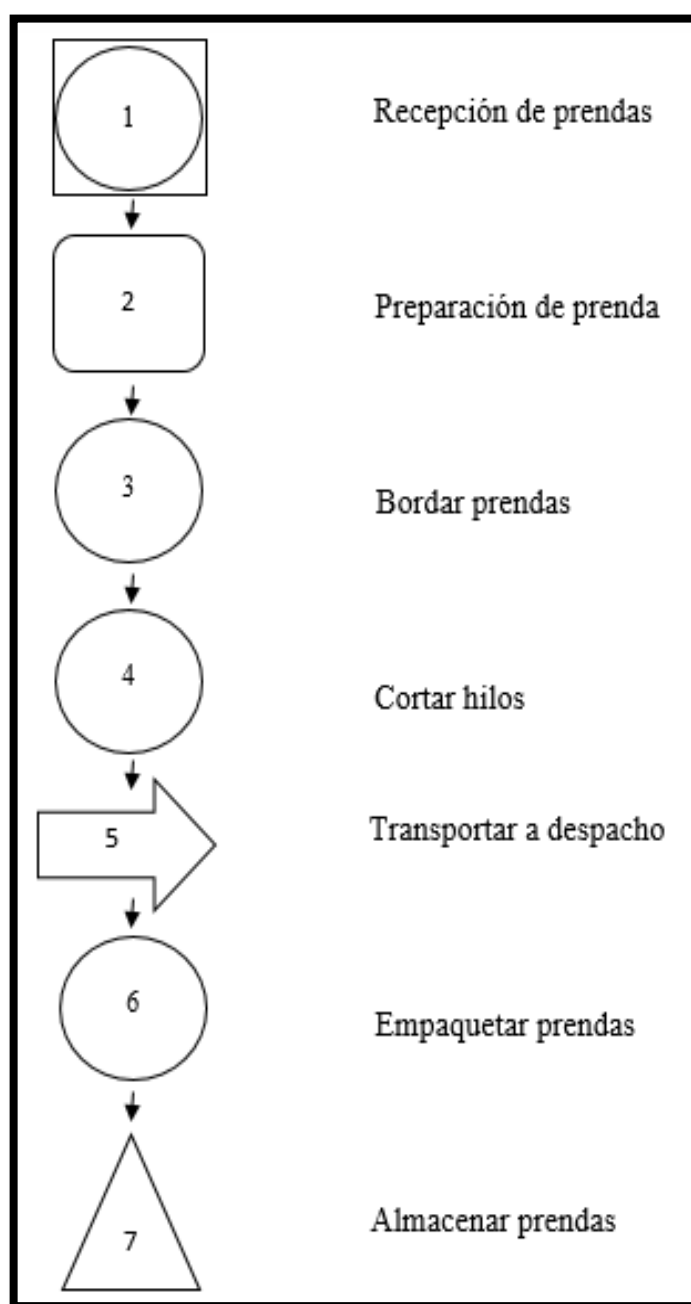 1 Recepción de prendas
2 Preparación de prenda
3 Bordar prendas
4 Cortar hilos
5 Transportar a despacho
6 Empaquetar prendas
7 Almacenar prendas